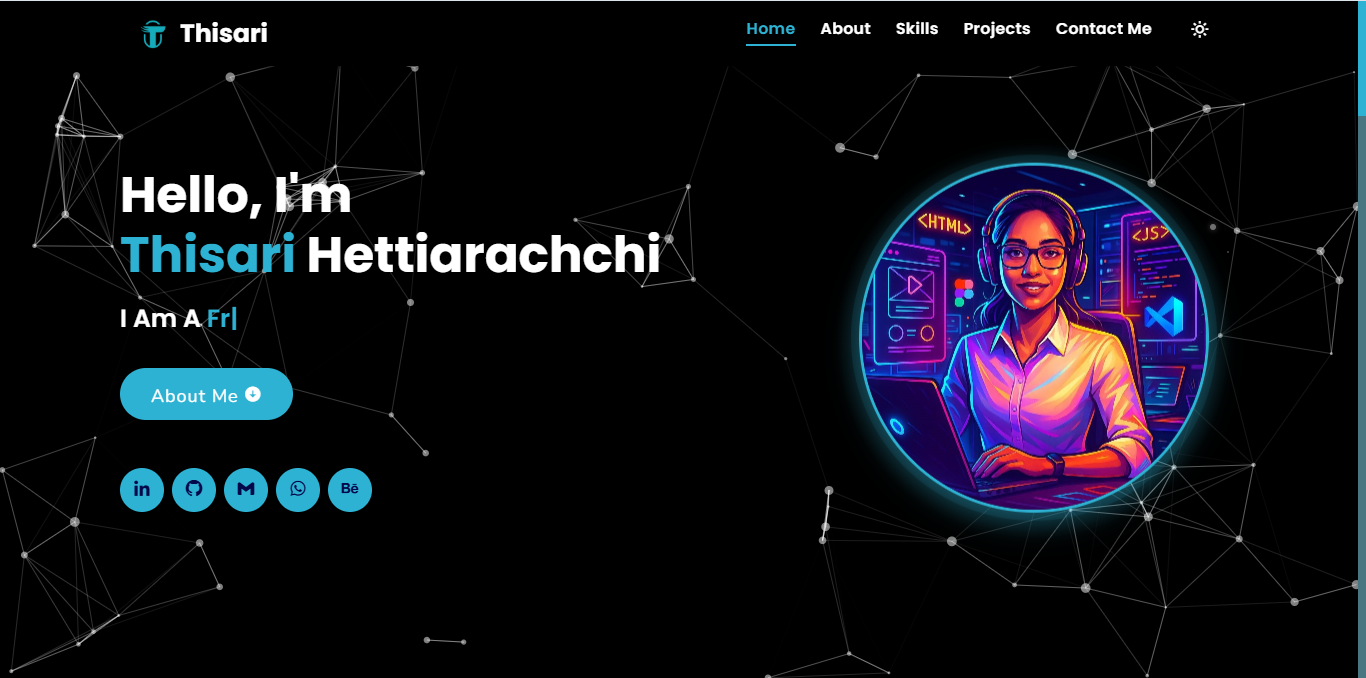 Thisari
Home About Skills Projects Contact Me
Hello, I'm
Thisari Hettiarachchi
I Am A Fr|
About Me
in
Bē
<HTML>
<JS>